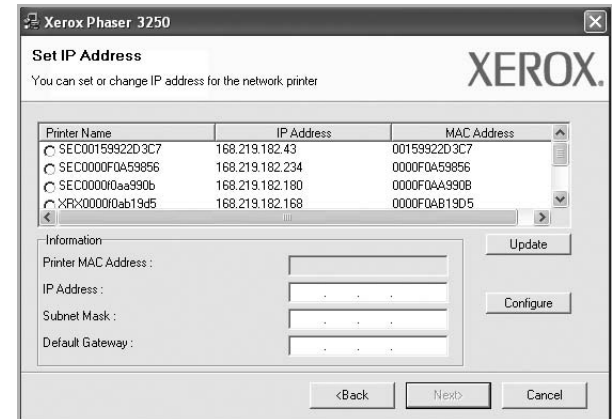 Xerox Phaser 3250
Set IP Address
You can set or change IP address for the network printer
XEROX.
Printer Name IP Address MAC Address
SEC00159922D3C7 168.219.182.43 00159922D3C7
SEC0000F0A59856 168.219.182.234 0000F0A59856
SEC0000f0aa990b 168.219.182.180 0000F0AA990B
XRX0000f0ab19d5 168.219.182.168 0000F0AB19D5
Information
Update
Printer MAC Address :
IP Address :
Configure
Subnet Mask :
Default Gateway :
<Back Next> Cancel